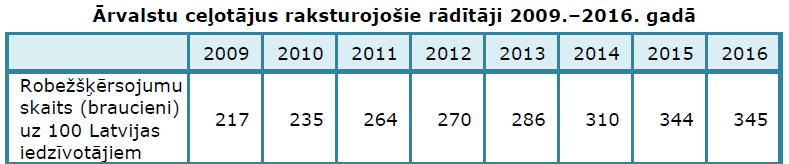 Ārvalstu ceļotājus raksturojošie rādītāji 2009.–2016. gadā
2009 2010 2011 2012 2013 2014 2015 2016
Robežšķērsojumu
skaits (braucieni)
uz 100 Latvijas
iedzīvotājiem
217 235 264 270 286 310 344 345